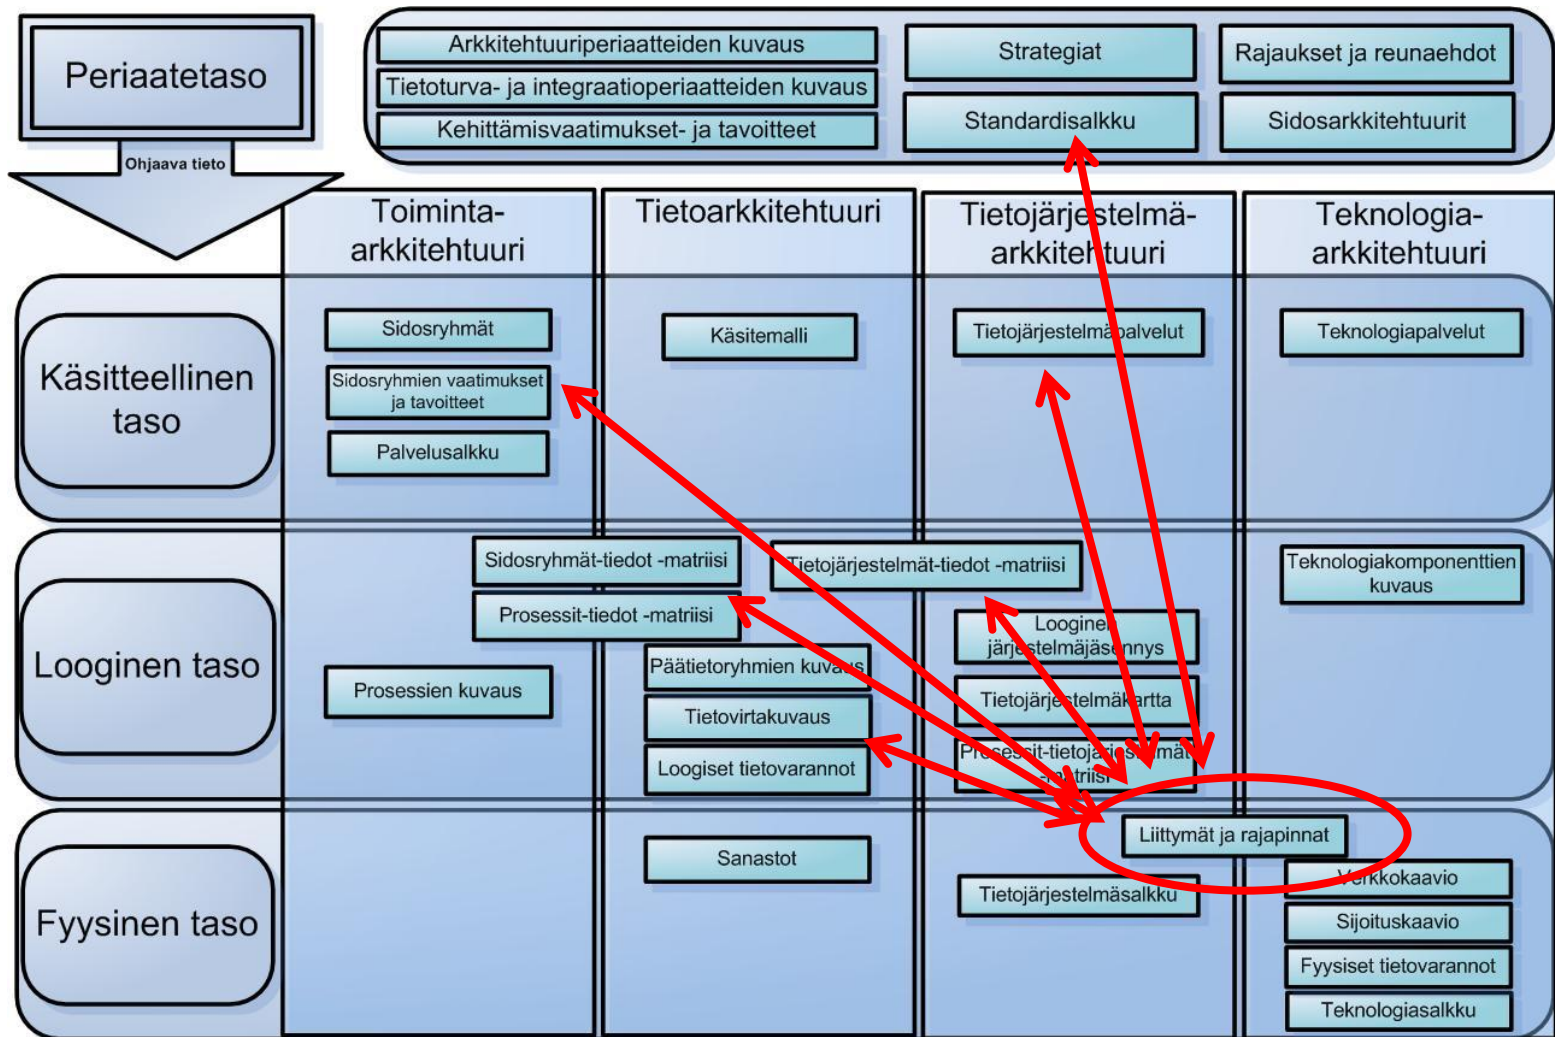 Periaatetaso
Ohjaava tieto
Arkkitehtuuriperiaatteiden kuvaus
Tietoturva- ja integraatioperiaatteiden kuvaus
Kehittämisvaatimukset- ja tavoitteet
Strategiat
Standardisalkku
Rajaukset ja reunaehdot
Sidosarkkitehtuurit
Toiminta-
arkkitehtuuri
Tietoarkkitehtuuri
Tietojärjestelmä-
arkkitehtuuri
Teknologia-
arkkitehtuuri
Käsitteellinen
taso
Sidosryhmät
Sidosryhmien vaatimukset
ja tavoitteet
Palvelusalkku
Käsitemalli
Tietojärjestelmäpalvelut
Teknologiapalvelut
Looginen taso
Sidosryhmät-tiedot -matriisi
Prosessit-tiedot -matriisi
Prosessien kuvaus
Tietojärjestelmät-tiedot -matriisi
Päätietoryhmien kuvaus
Tietovirtakuvaus
Loogiset tietovarannot
Looginen
järjestelmäjäsennys
Tietojärjestelmäkartta
Prosessit-tietojärjestelmät
-matriisi
Teknologiakomponenttien
kuvaus
Fyysinen taso
Sanastot
Liittymät ja rajapinnat
Tietojärjestelmäsalkku
Verkkokaavio
Sijoituskaavio
Fyysiset tietovarannot
Teknologiasalkku